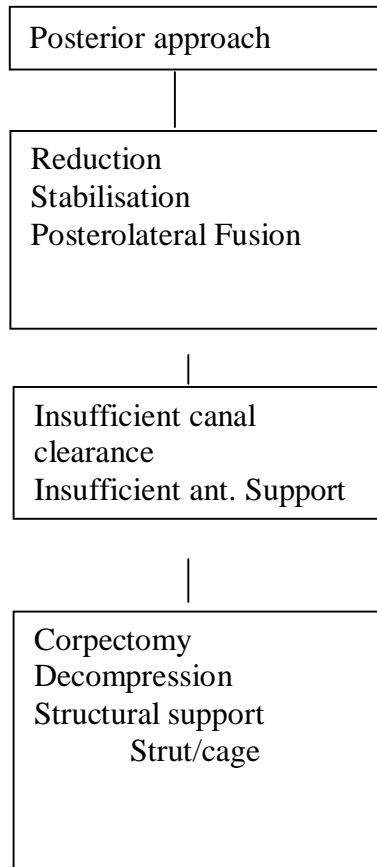 Posterior approach
Reduction
Stabilisation
Posterolateral Fusion
Insufficient canal
clearance
Insufficient ant. Support
Corpectomy
Decompression
Structural support
Strut/cage